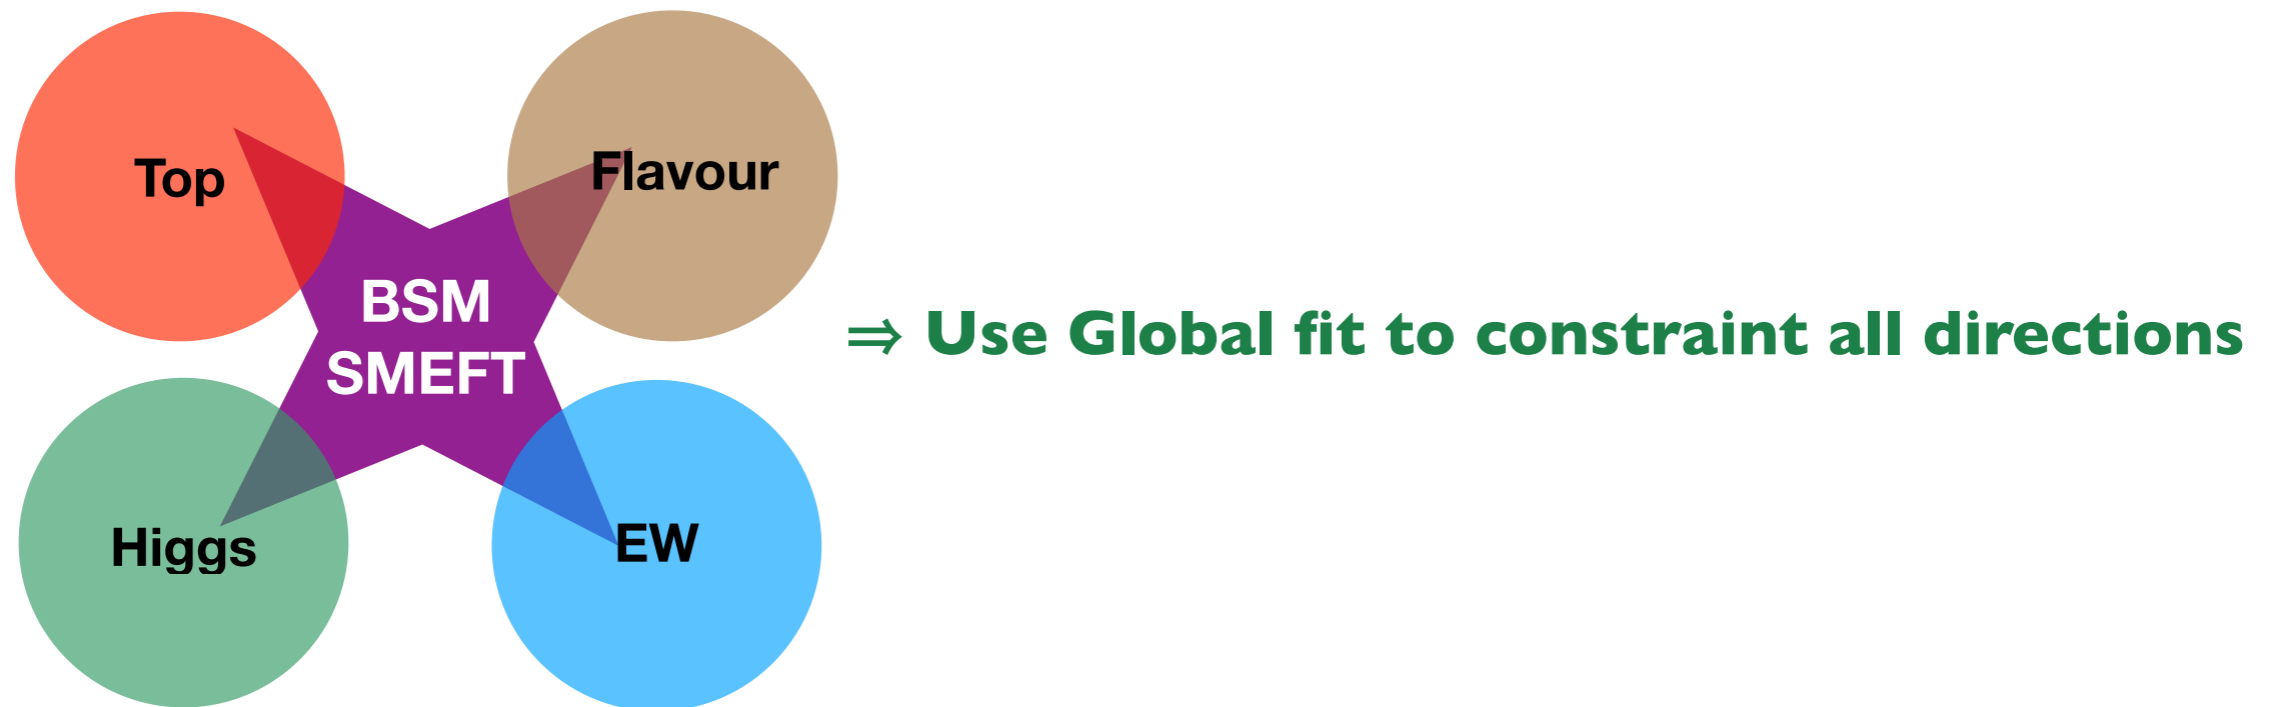 Top
Flavour
BSM
SMEFT
⇒ Use Global fit to constraint all directions
Higgs
EW